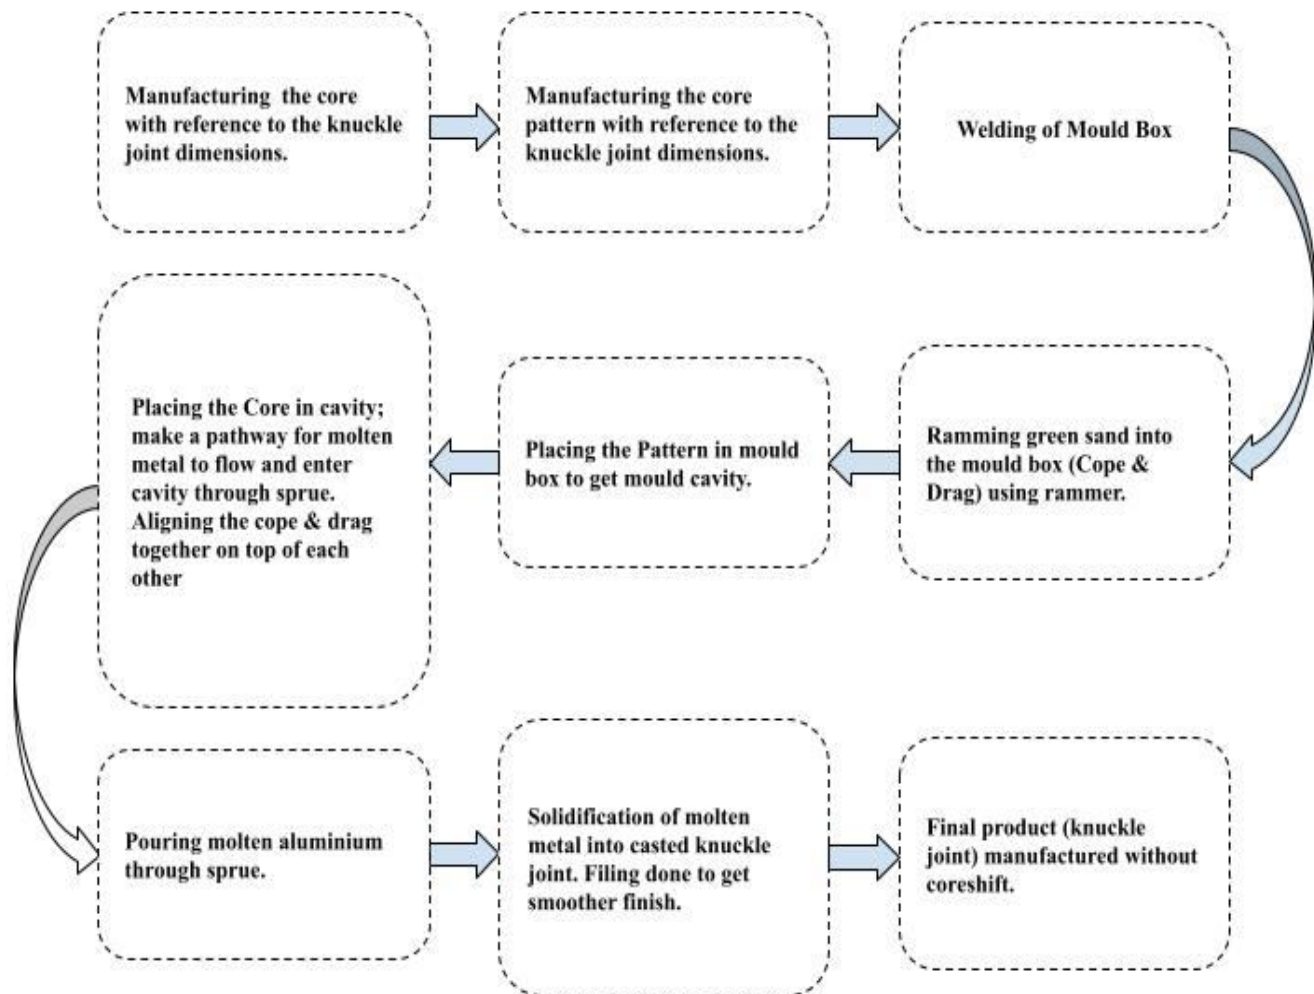 Manufacturing the core
with reference to the knuckle
joint dimensions.
Manufacturing the core
pattern with reference to the
knuckle joint dimensions.
Welding of Mould Box
Ramming green sand into
the mould box (Cope &
Drag) using rammer.
Placing the Pattern in mould
box to get mould cavity.
Placing the Core in cavity;
make a pathway for molten
metal to flow and enter
cavity through sprue.
Aligning the cope & drag
together on top of each
other
Pouring molten aluminium
through sprue.
Solidification of molten
metal into casted knuckle
joint. Filing done to get
smoother finish.
Final product (knuckle
joint) manufactured without
coreshift.